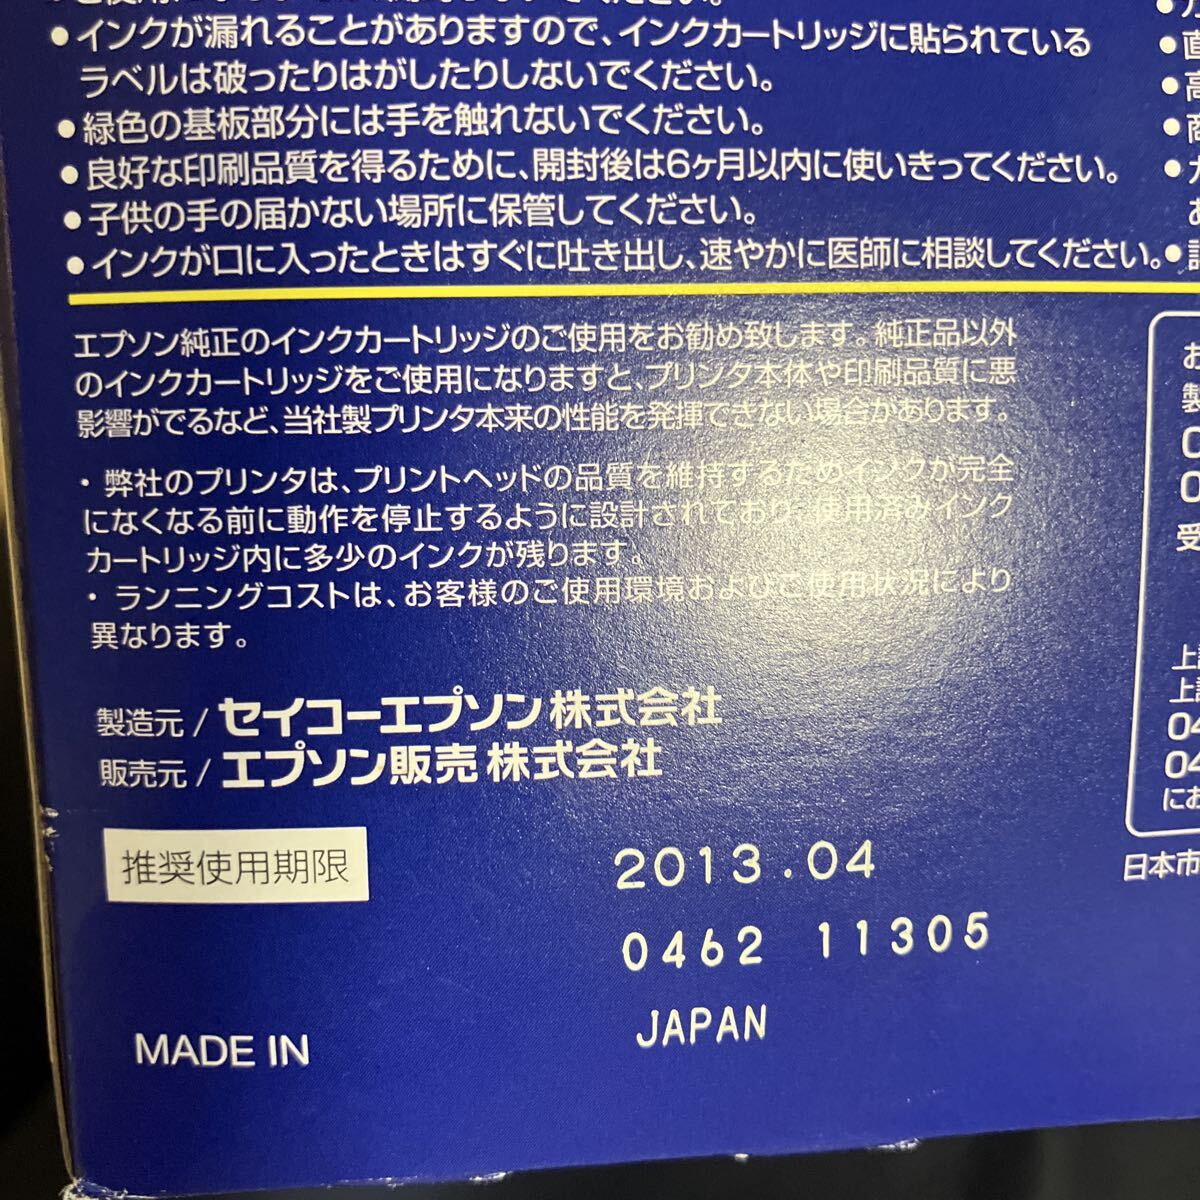 ●インクが漏れることがありますので、インクカートリッジに貼られている
ラベルは破ったりはがしたりしないでください。
●緑色の基板部分には手を触れないでください。
●良好な印刷品質を得るために、開封後は6ヶ月以内に使いきってください。
●子供の手の届かない場所に保管してください。
●インクが口に入ったときはすぐに吐き出し、速やかに医師に相談してください。
エプソン純正のインクカートリッジのご使用をお勧め致します。純正品以外
のインクカートリッジをご使用になりますと、プリンタ本体や印刷品質に悪
影響がでるなど、当社製プリンタ本来の性能を発揮できない場合があります。
・弊社のプリンタは、プリントヘッドの品質を維持するためインクが完全
になくなる前に動作を停止するように設計されており、使用済みインク
カートリッジ内に多少のインクが残ります。
・ランニングコストは、お客様のご使用環境およびご使用状況により
異なります。
製造元 / セイコーエプソン 株式会社
販売元 / エプソン販売 株式会社
推奨使用期限
2013.04
0462 11305
MADE IN
JAPAN
●直
●高
お
製
0
0
受
上記
上記
04
04
にお
日本市